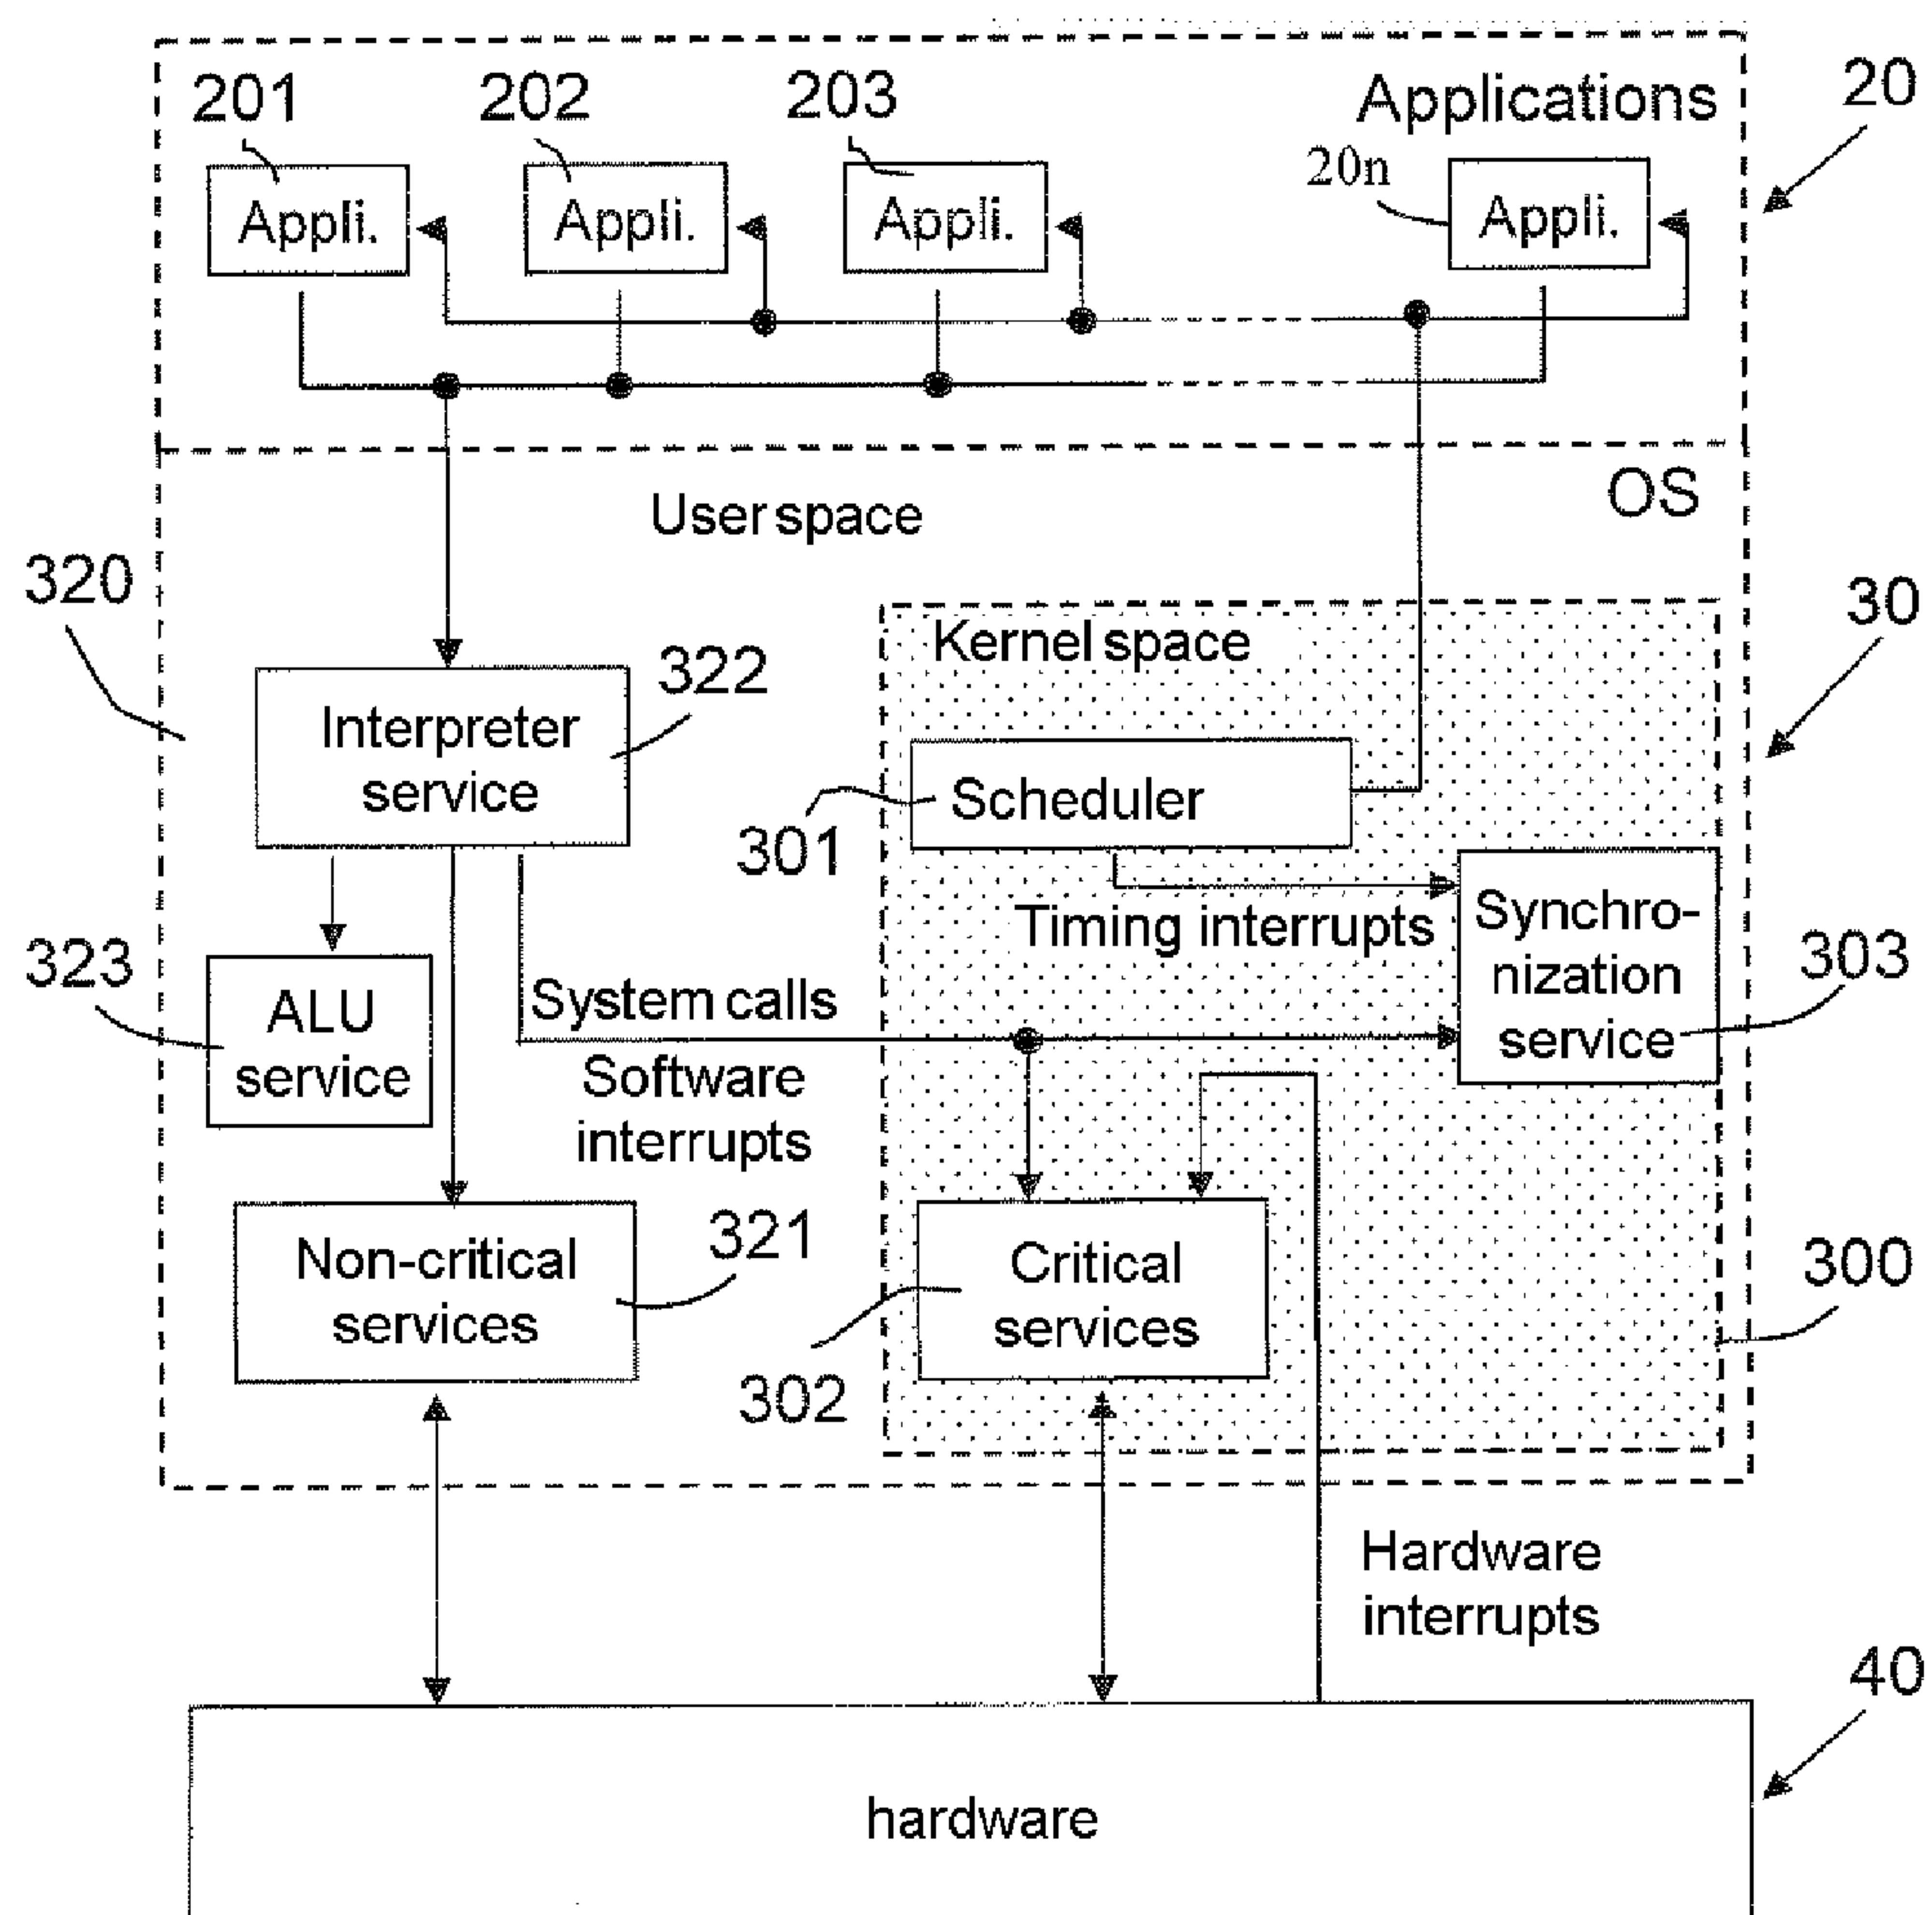 201
202
203
Applications
20
20n
Appli.
Appli.
Appli.
Appli.
OS
User space
320
30
Kernel space
322
Interpreter
service
Scheduler
301
Timing interrupts
Synchro-
nization
service
303
323
ALU
service
System calls
Software
interrupts
321
Non-critical
services
Critical
services
300
302
Hardware
interrupts
40
hardware